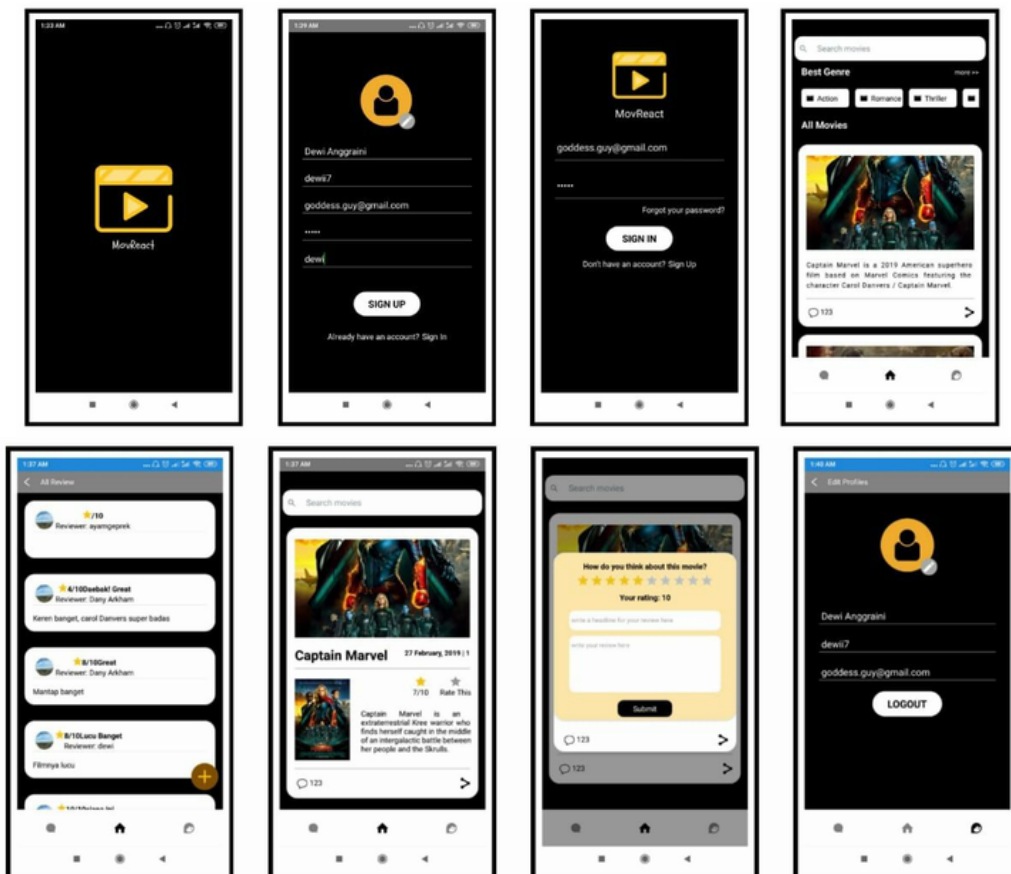 1:33 AM
MovReact
1:39 AM
Dewi Anggraini
dewii7
goddess.guy@gmail.com
.....
dewi
SIGN UP
Already have an account? Sign In
MovReact
goddess.guy@gmail.com
.....
Forgot your password?
SIGN IN
Don't have an account? Sign Up
Search movies
Best Genre
more >>
Action
Romance
Thriller
All Movies
Captain Marvel is a 2019 American superhero
film based on Marvel Comics featuring the
character Carol Danvers / Captain Marvel.
123
1:37 AM
All Review
/10
Reviewer: ayamgeprek
4/10Daebak! Great
Reviewer: Dany Arkham
Keren banget, carol Danvers super badas
8/10Great
Reviewer: Dany Arkham
Mantap banget
8/10Lucu Banget
Reviewer: dewi
Filmnya lucu
1:37 AM
Search movies
Captain Marvel
27 February, 2019 | 1
7/10
Rate This
Captain Marvel is an
extraterrestrial Kree warrior who
finds herself caught in the middle
of an intergalactic battle between
her people and the Skrulls.
123
Search movies
How do you think about this movie?
Your rating: 10
write a headline for your review here
write your review here
Submit
123
123
1:40 AM
Edit Profiles
Dewi Anggraini
dewii7
goddess.guy@gmail.com
LOGOUT